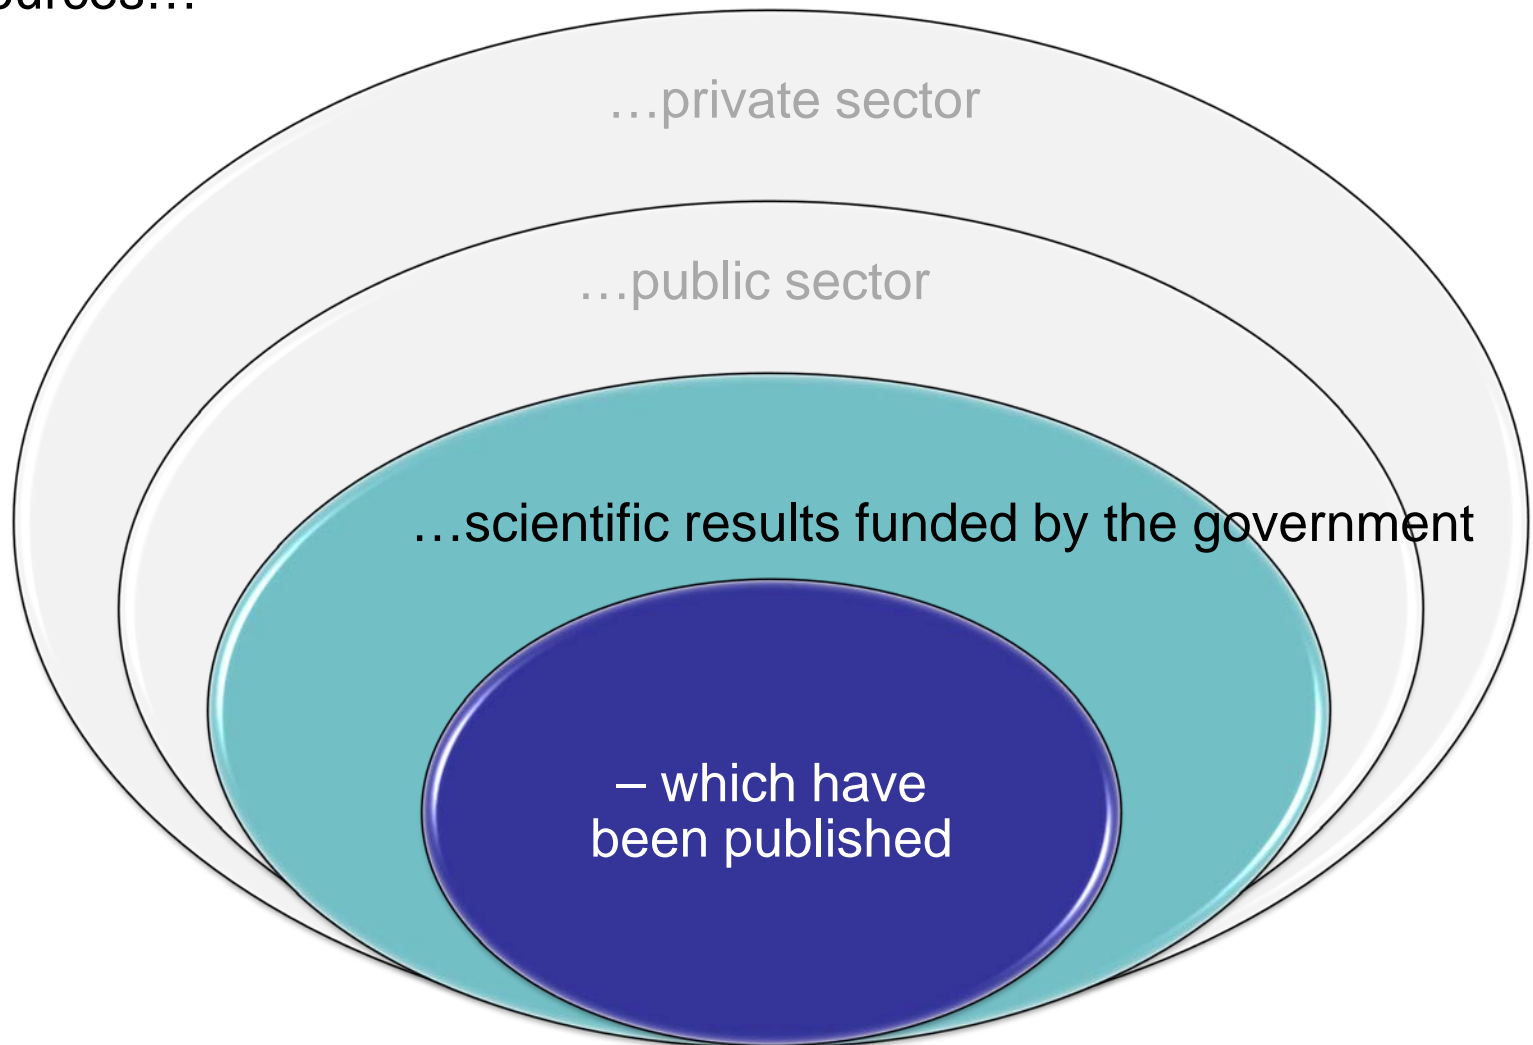 …private sector
…public sector
…scientific results funded by the government
– which have
been published